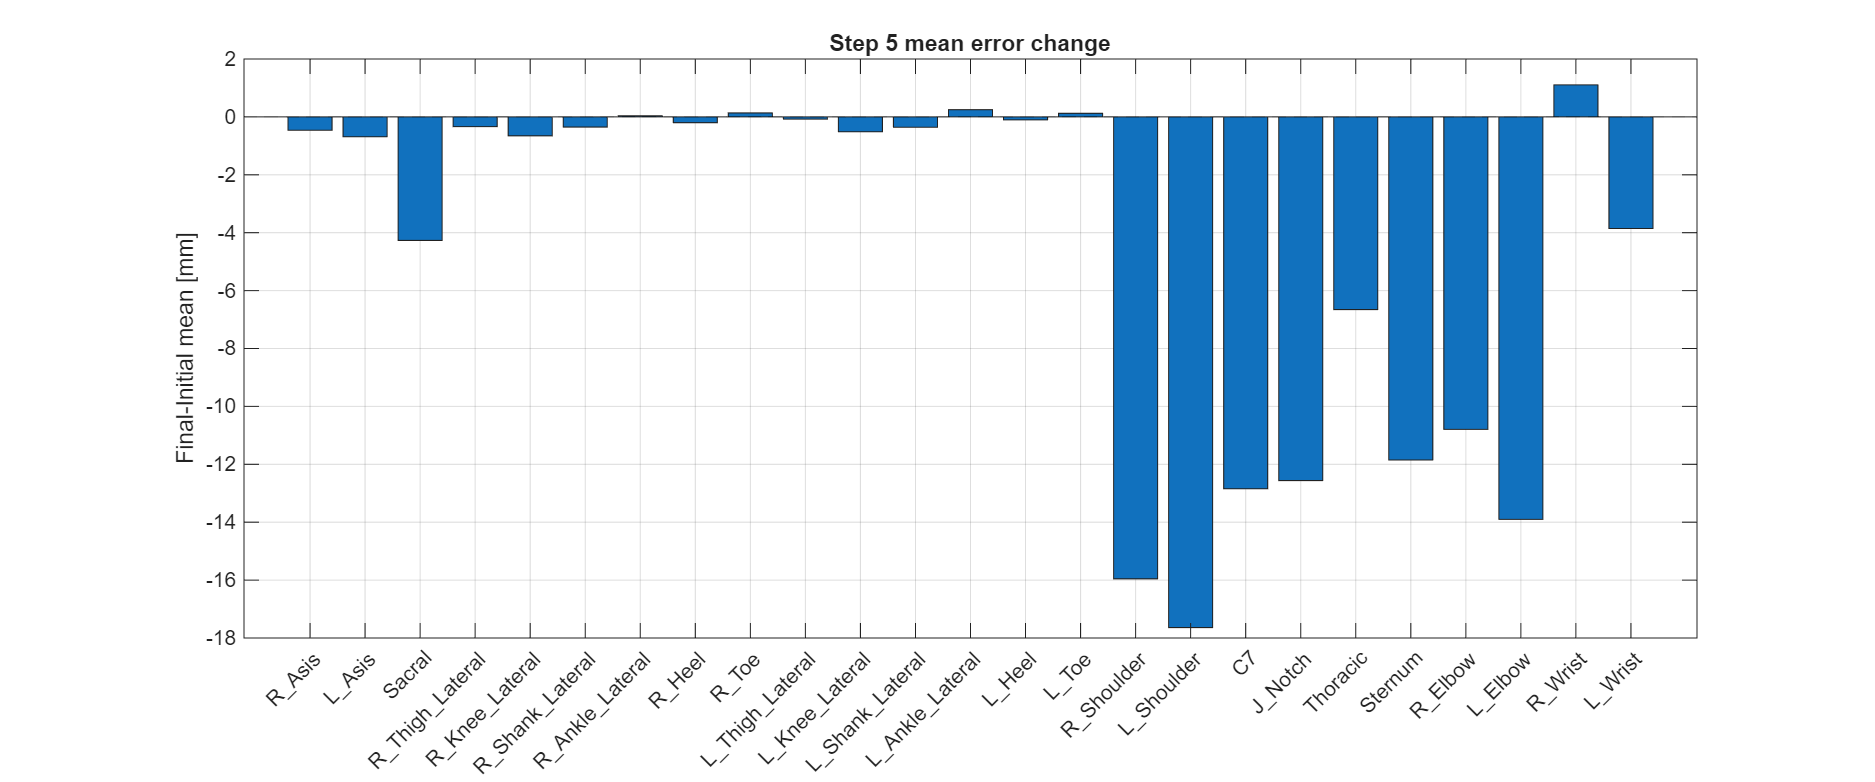 Step 5 mean error change
Final-Initial mean [mm]
2
0
-2
-4
-6
-8
-10
-12
-14
-16
-18
R_Asis
L_Asis
Sacral
R_Thigh_Lateral
R_Knee_Lateral
R_Shank_Lateral
R_Ankle_Lateral
R_Heel
R_Toe
L_Thigh_Lateral
L_Knee_Lateral
L_Shank_Lateral
L_Ankle_Lateral
L_Heel
L_Toe
R_Shoulder
L_Shoulder
C7
J_Notch
Thoracic
Sternum
R_Elbow
L_Elbow
R_Wrist
L_Wrist